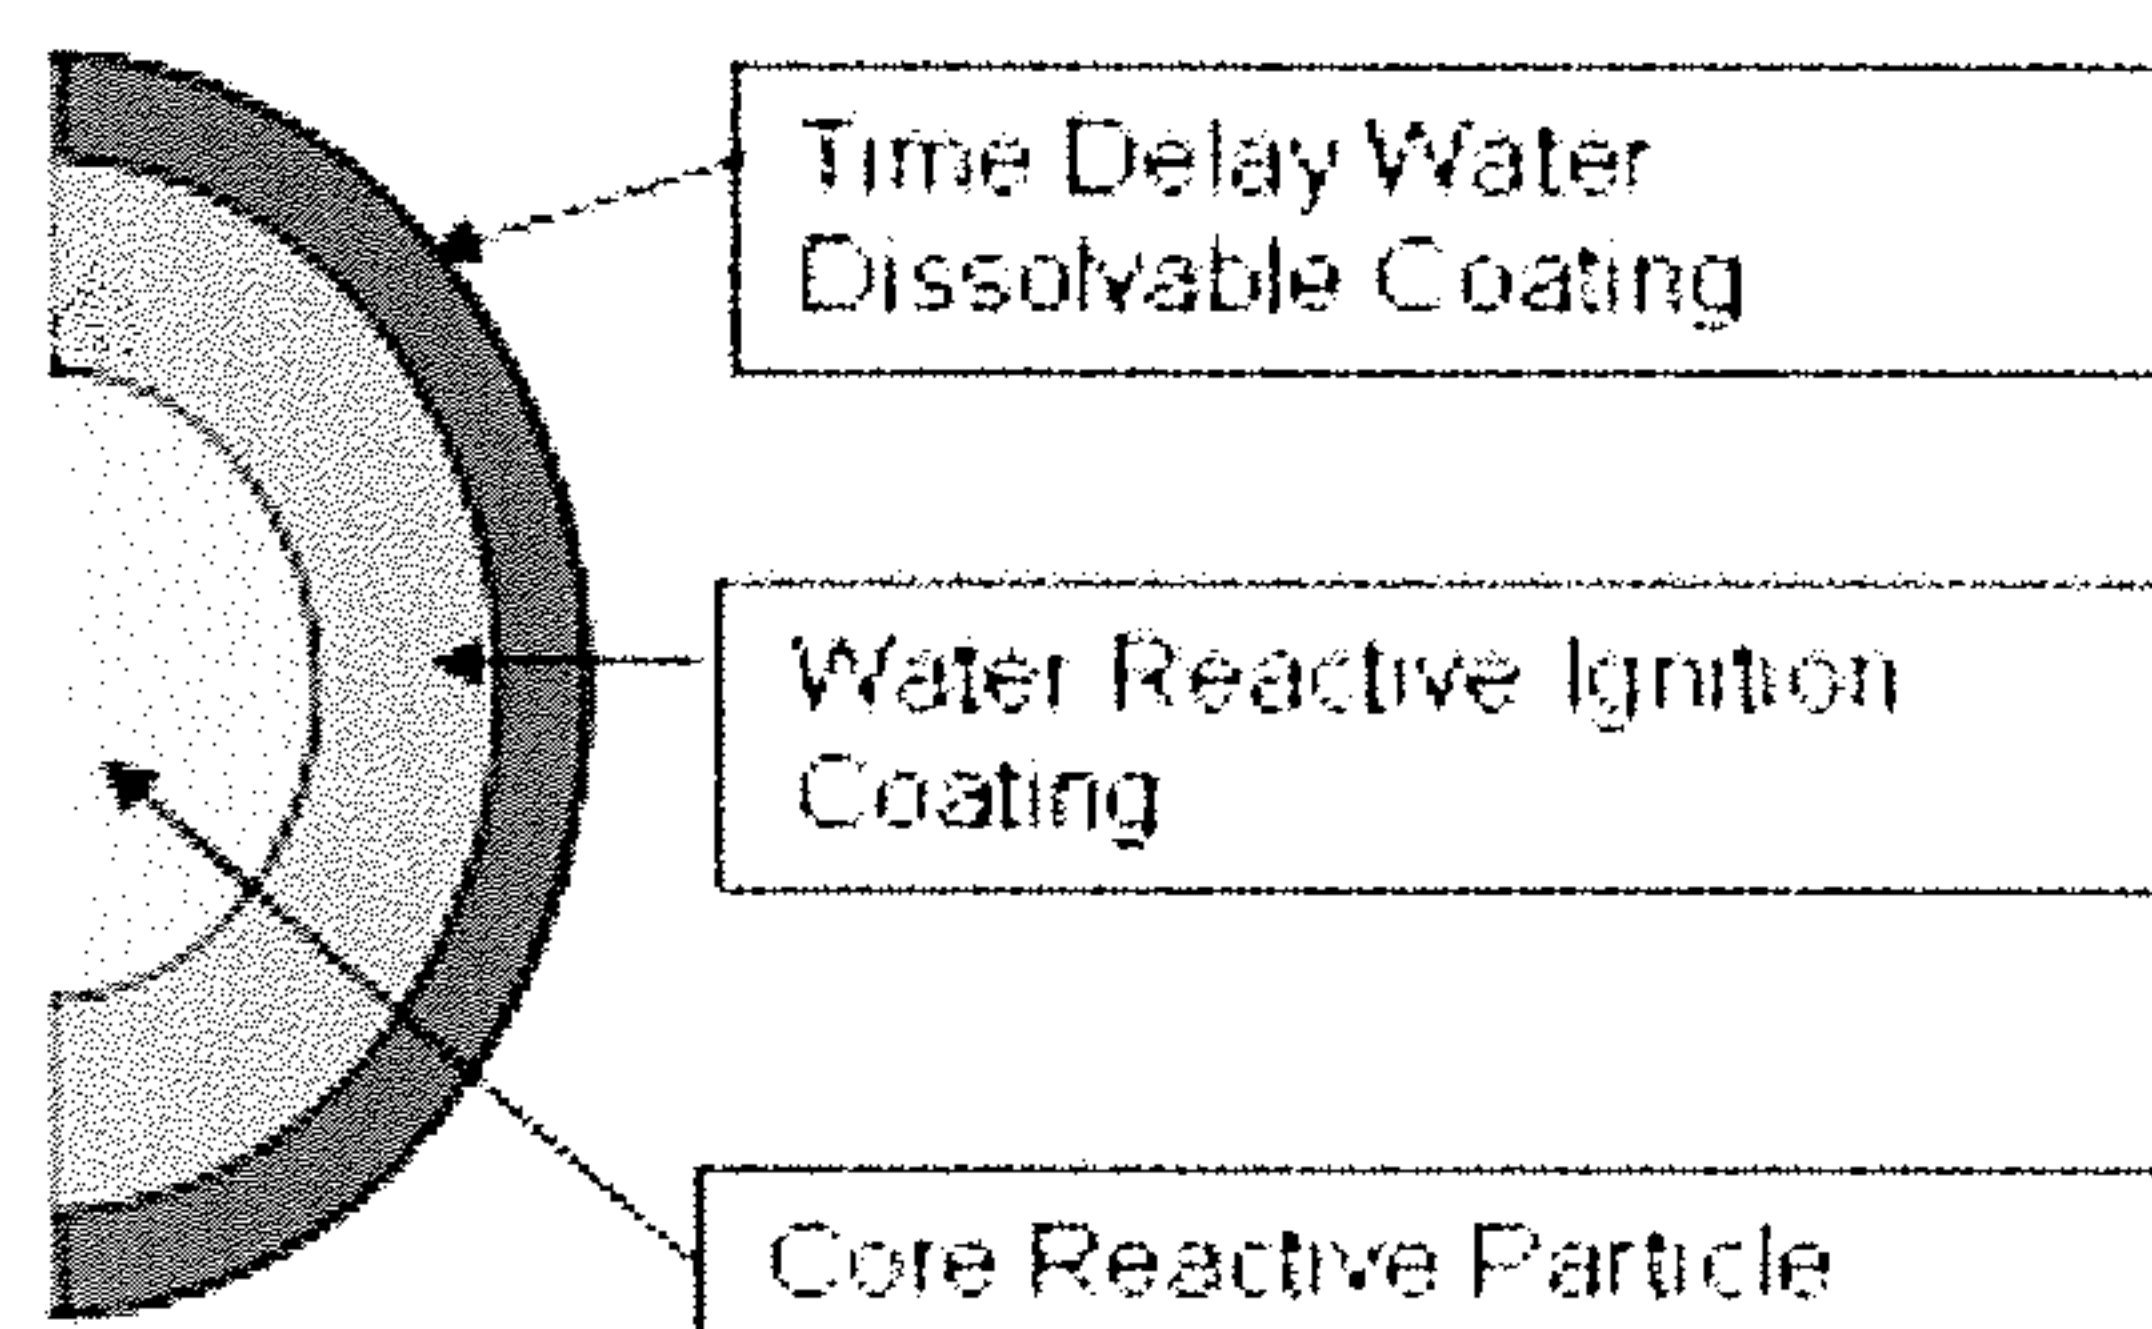 Time Delay Water
Dissolvable Coating
Water Reactive Ignition
Coating
Core Reactive Particle